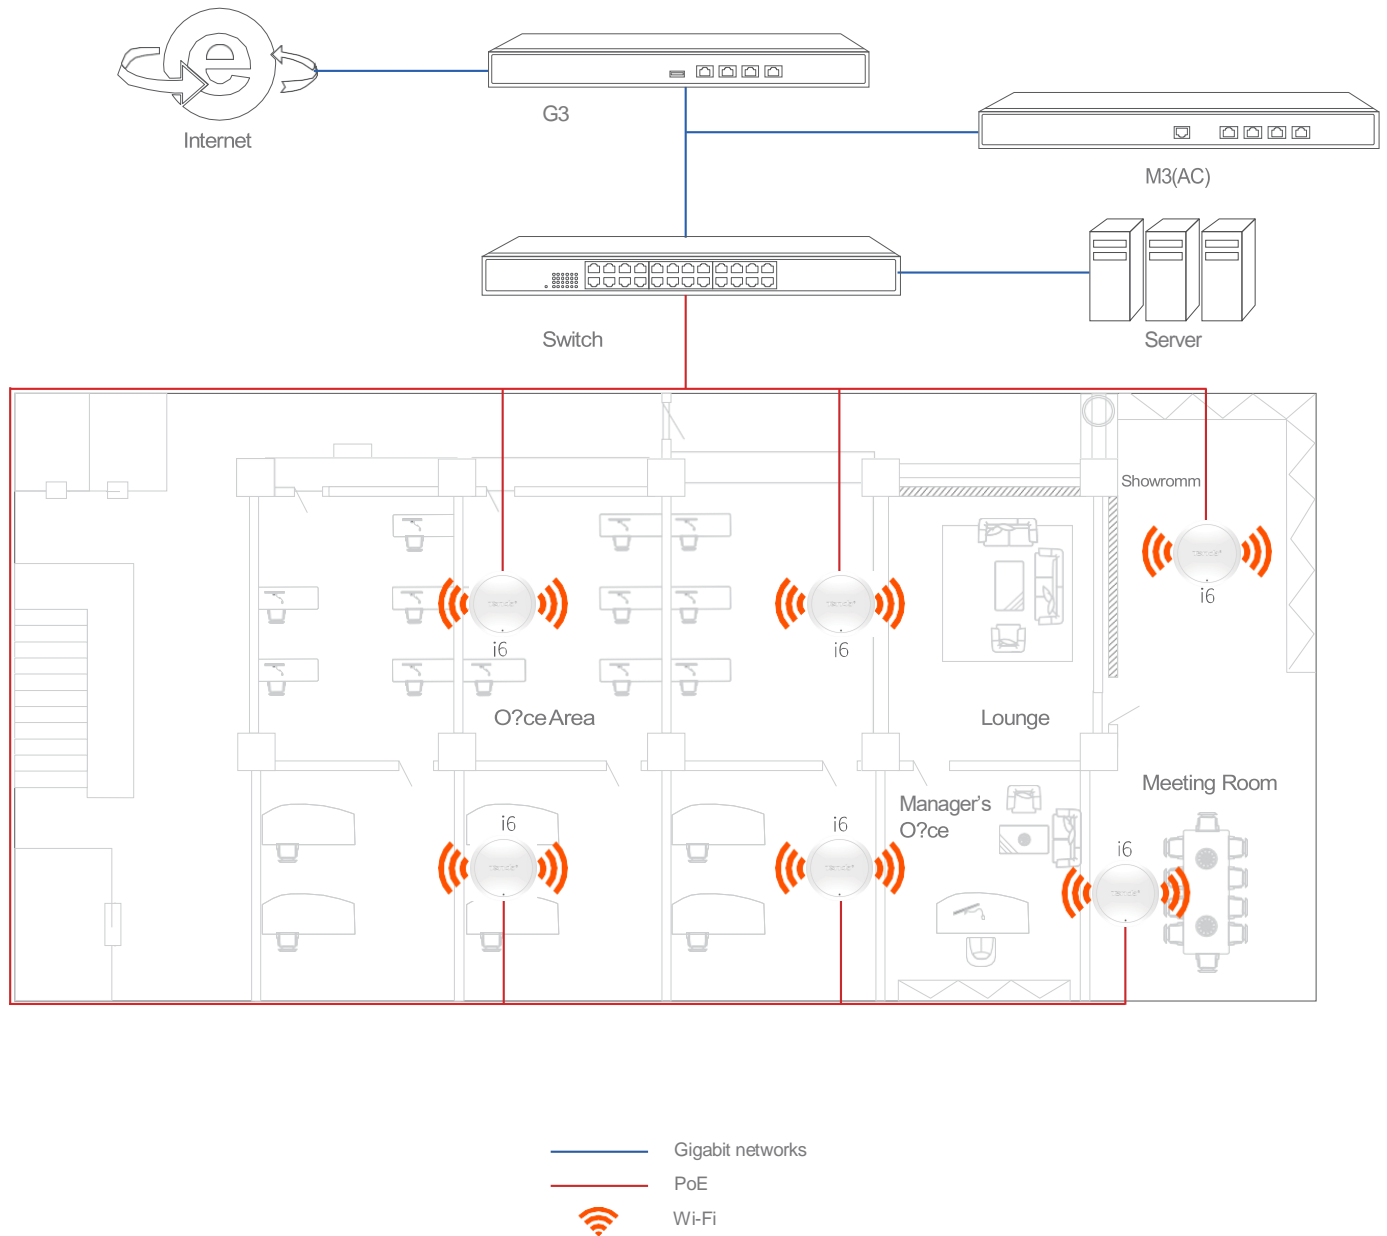 Internet
G3
M3(AC)
Switch
Server
Showromm
i6
i6
i6
O?ce Area
Lounge
Meeting Room
Manager's
O?ce
i6
i6
i6
Gigabit networks
PoE
Wi-Fi